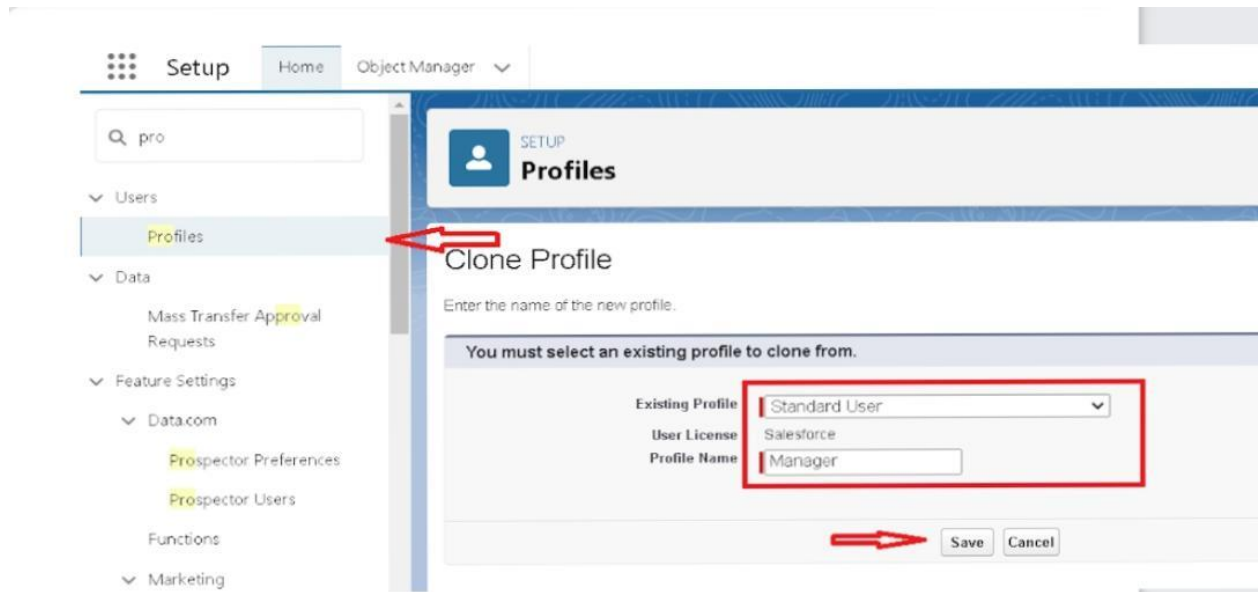 Setup Home Object Manager
pro
SETUP
Profiles
Users
Profiles
Data
Mass Transfer Approval
Requests
Feature Settings
Data.com
Prospector Preferences
Prospector Users
Functions
Marketing
Clone Profile
Enter the name of the new profile.
You must select an existing profile to clone from.
Existing Profile Standard User
User License Salesforce
Profile Name Manager
Save Cancel